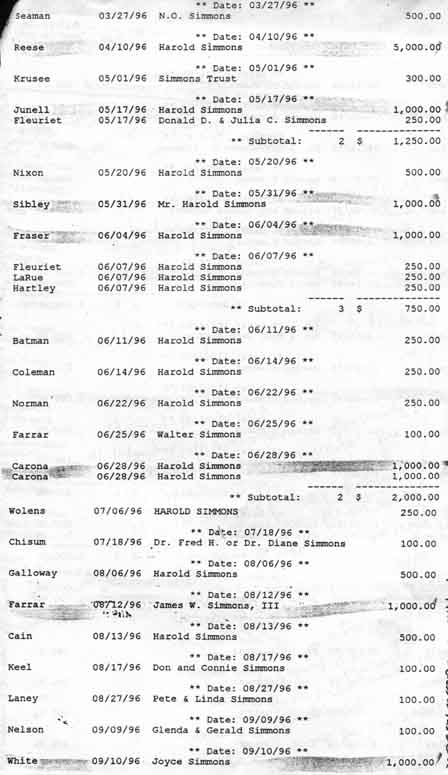 ** Date: 03/27/96 **
Seaman 03/27/96 N.O. Simmons 500.00
** Date: 04/10/96 **
Reese 04/10/96 Harold Simmons 5,000.00
** Date: 05/01/96 **
Krusee 05/01/96 Simmons Trust 300.00
** Date: 05/17/96 **
Junell 05/17/96 Harold Simmons 1,000.00
Fleuriet 05/17/96 Donald D. & Julia C. Simmons 250.00
------ --------------
** Subtotal: 2 $ 1,250.00
** Date: 05/20/96 **
Nixon 05/20/96 Harold Simmons 500.00
** Date: 05/31/96 **
Sibley 05/31/96 Mr. Harold Simmons 1,000.00
** Date: 06/04/96 **
Fraser 06/04/96 Harold Simmons 1,000.00
** Date: 06/07/96 **
Fleuriet 06/07/96 Harold Simmons 250.00
LaRue 06/07/96 Harold Simmons 250.00
Hartley 06/07/96 Harold Simmons 250.00
------ --------------
** Subtotal: 3 $ 750.00
** Date: 06/11/96 **
Batman 06/11/96 Harold Simmons 250.00
** Date: 06/14/96 **
Coleman 06/14/96 Harold Simmons 250.00
** Date: 06/22/96 **
Norman 06/22/96 Harold Simmons 250.00
** Date: 06/25/96 **
Farrar 06/25/96 Walter Simmons 100.00
** Date: 06/28/96 **
Carona 06/28/96 Harold Simmons 1,000.00
Carona 06/28/96 Harold Simmons 1,000.00
------ --------------
** Subtotal: 2 $ 2,000.00
Wolens 07/06/96 HAROLD SIMMONS 250.00
** Date: 07/18/96 **
Chisum 07/18/96 Dr. Fred H. or Dr. Diane Simmons 100.00
** Date: 08/06/96 **
Galloway 08/06/96 Harold Simmons 500.00
** Date: 08/12/96 **
Farrar 08/12/96 James W. Simmons, III 1,000.00
** Date: 08/13/96 **
Cain 08/13/96 Harold Simmons 500.00
** Date: 08/17/96 **
Keel 08/17/96 Don and Connie Simmons 100.00
** Date: 08/27/96 **
Laney 08/27/96 Pete & Linda Simmons 100.00
** Date: 09/09/96 **
Nelson 09/09/96 Glenda & Gerald Simmons 100.00
** Date: 09/10/96 **
White 09/10/96 Joyce Simmons 1,000.00